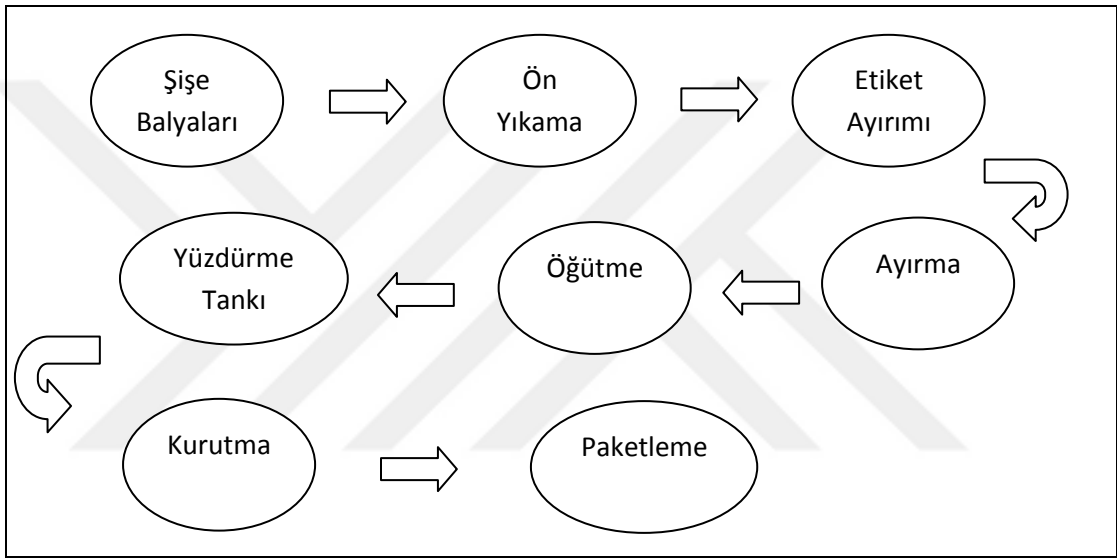 Şişe
Balyaları
Ön
Yıkama
Etiket
Ayırımı
Ayırma
Öğütme
Yüzdürme
Tankı
Kurutma
Paketleme